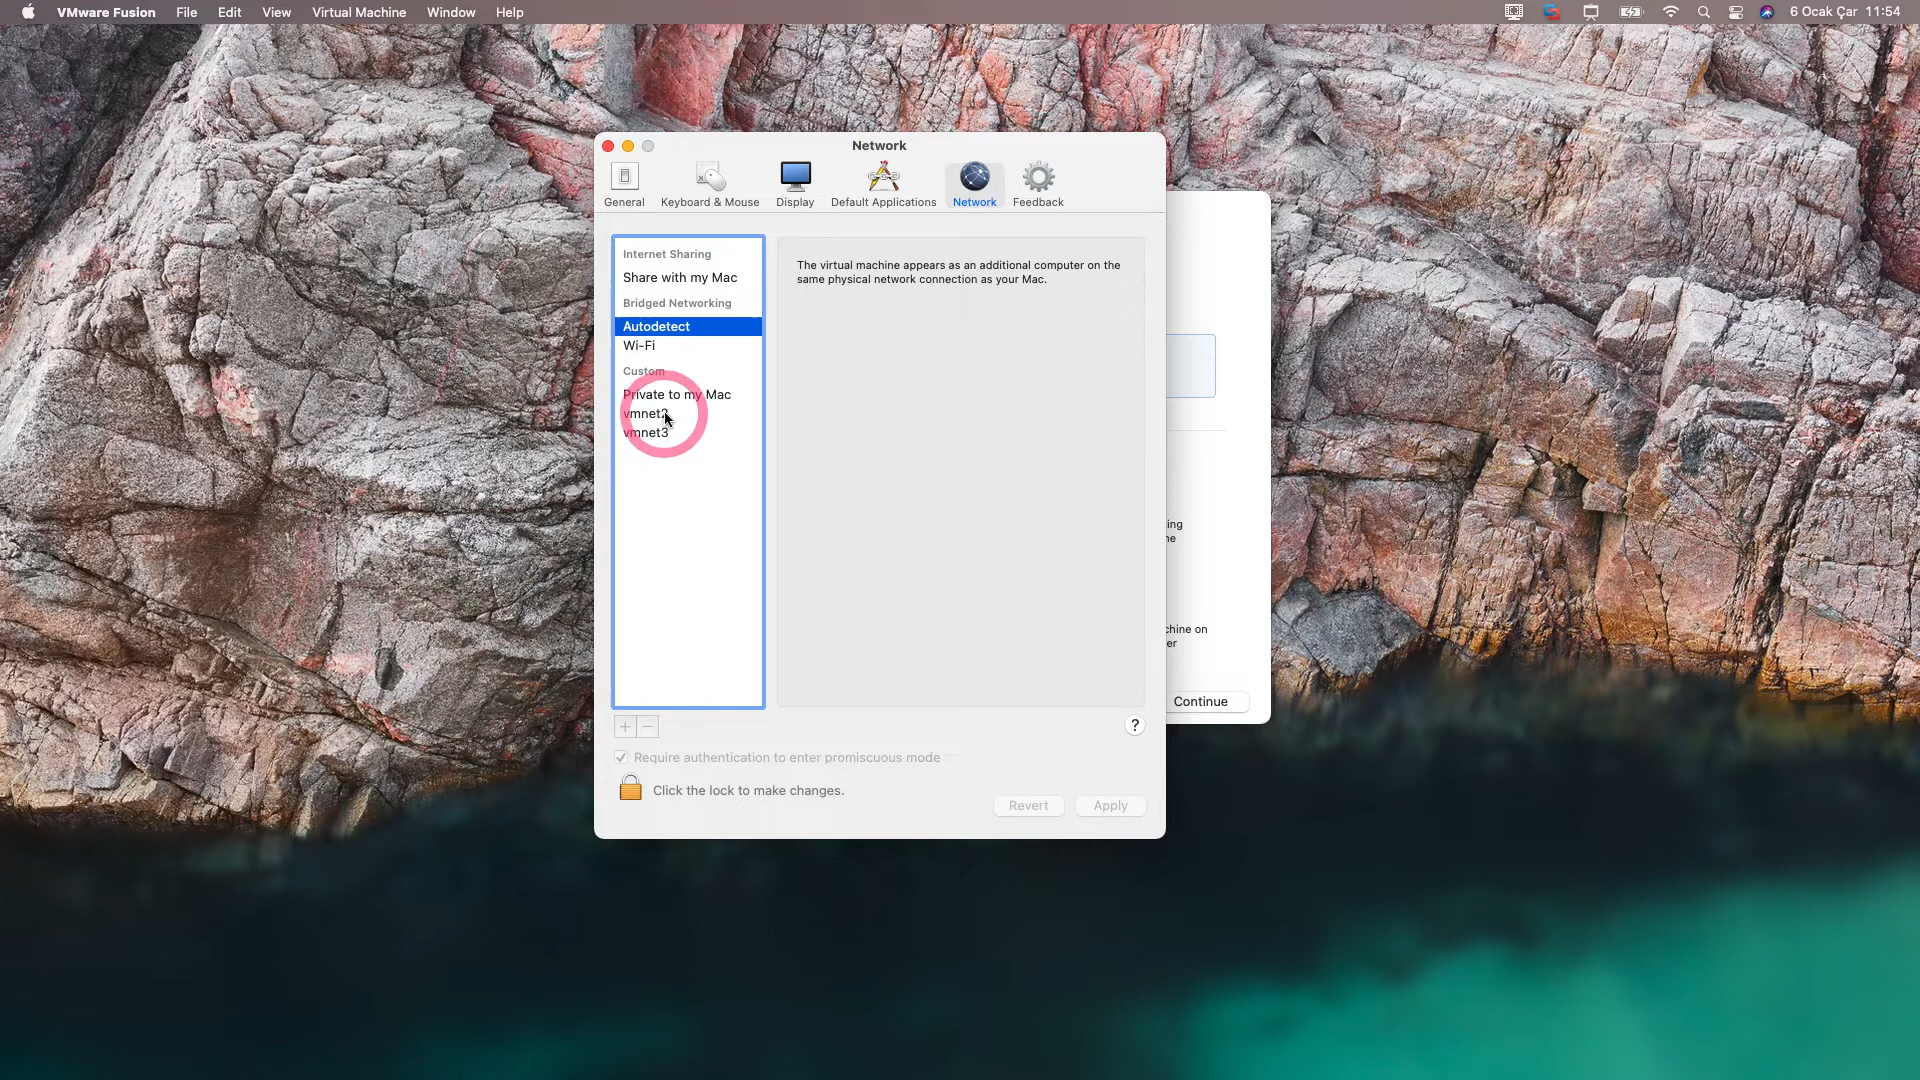 VMware Fusion File Edit View Virtual Machine Window Help
6 Ocak Çar 11:54
Network
General Keyboard & Mouse Display Default Applications Network Feedback
Internet Sharing
Share with my Mac
Bridged Networking
Autodetect
Wi-Fi
Custom
Private to my Mac
vmnet2
vmnet3
The virtual machine appears as an additional computer on the
same physical network connection as your Mac.
ing
ne
chine on
er
Continue
+ −
?
Require authentication to enter promiscuous mode
Click the lock to make changes.
Revert Apply